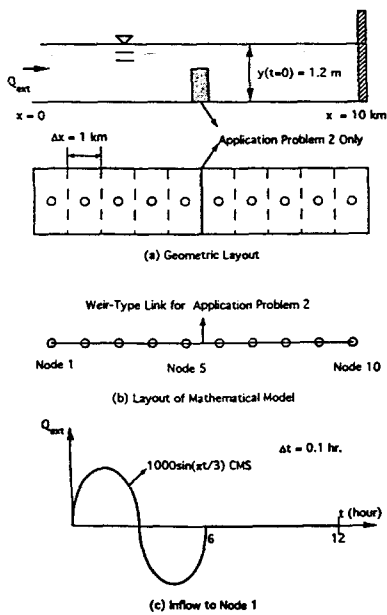 y(t=0) = 1.2 m
Q_ext
x = 0
x = 10 km
Δx = 1 km
Application Problem 2 Only
(a) Geometric Layout
Weir-Type Link for Application Problem 2
Node 1
Node 5
Node 10
(b) Layout of Mathematical Model
Q_ext
Δt = 0.1 hr.
1000sin(πt/3) CMS
t (hour)
6
12
(c) Inflow to Node 1